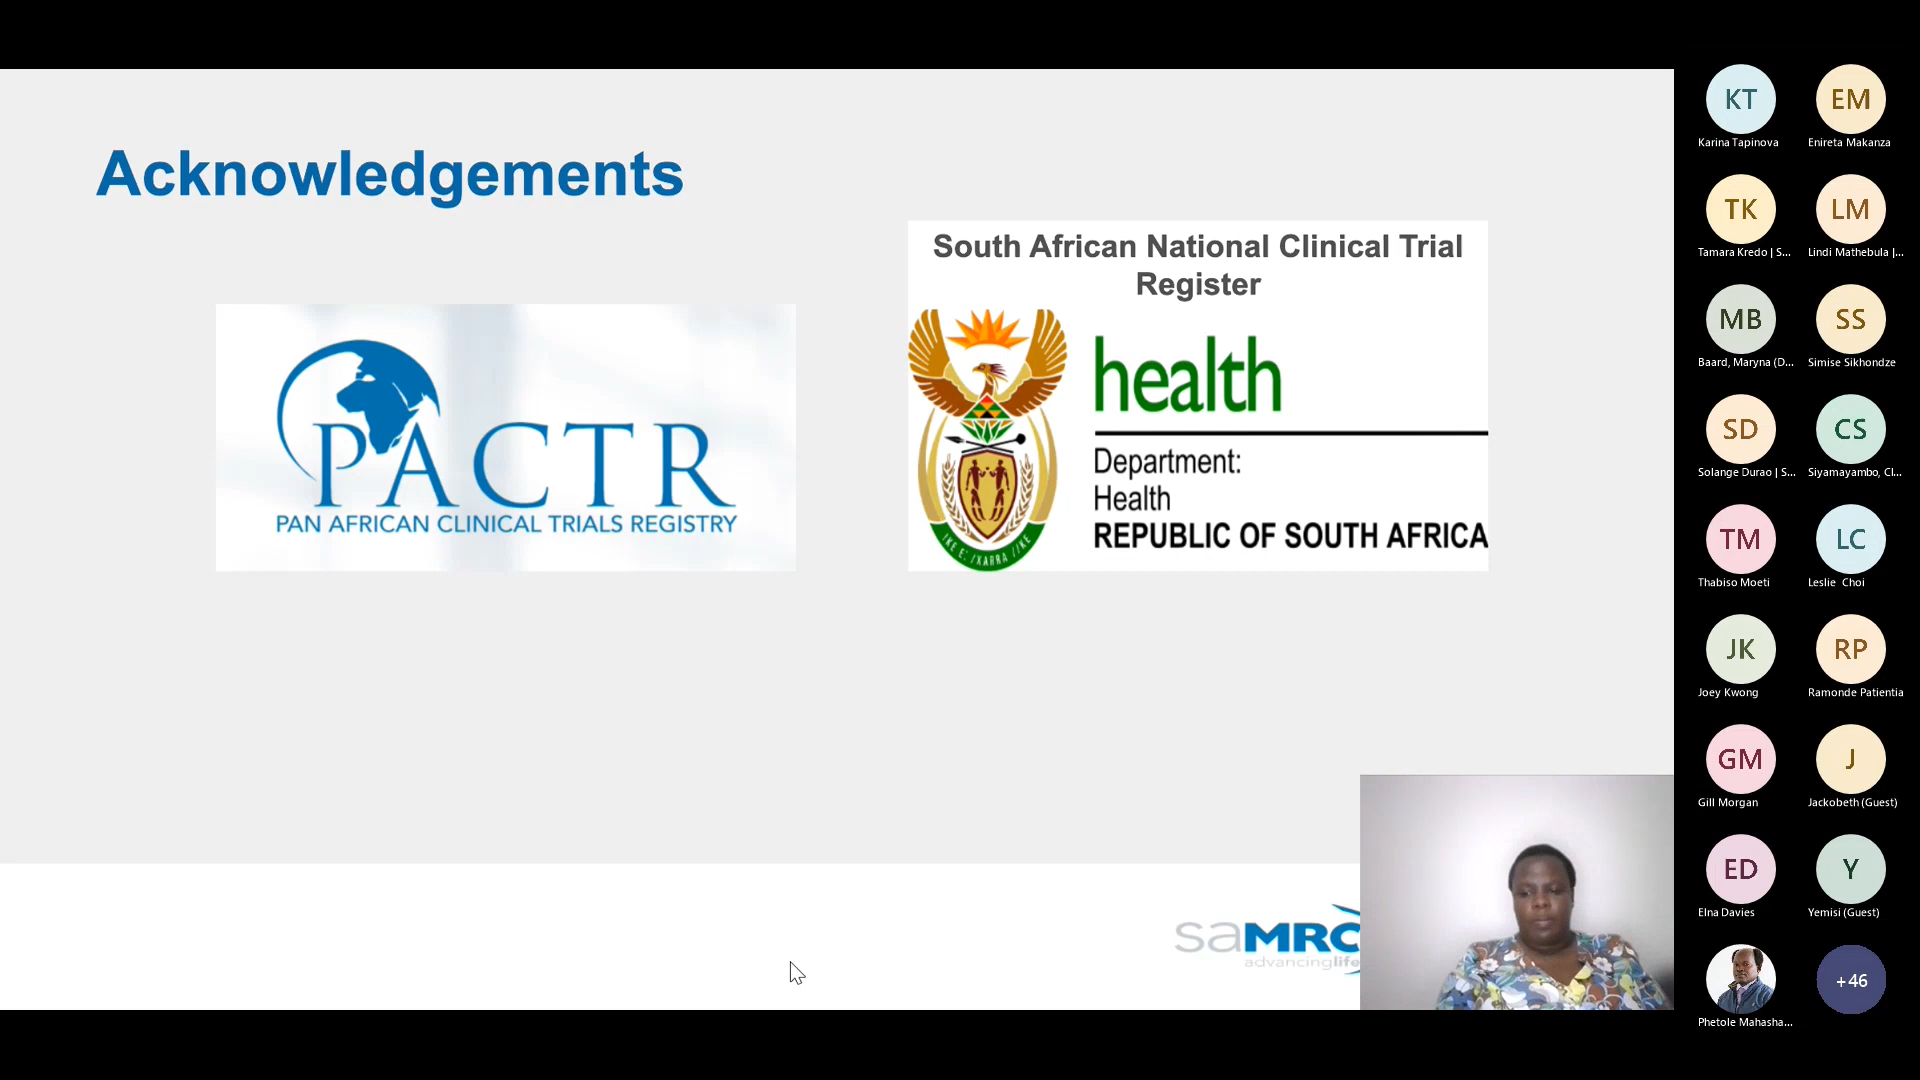 Acknowledgements
PACTR
PAN AFRICAN CLINICAL TRIALS REGISTRY
South African National Clinical Trial
Register
health
Department:
Health
REPUBLIC OF SOUTH AFRICA
!KE E: /XARRA //KE
saMRC
advancinglife
KT
Karina Tapinova
EM
Enireta Makanza
TK
Tamara Kredo | S...
LM
Lindi Mathebula |...
MB
Baard, Maryna (D...
SS
Simise Sikhondze
SD
Solange Durao | S...
CS
Siyamayambo, Cl...
TM
Thabiso Moeti
LC
Leslie Choi
JK
Joey Kwong
RP
Ramonde Patientia
GM
Gill Morgan
J
Jackobeth (Guest)
ED
Elna Davies
Y
Yemisi (Guest)
Phetole Mahasha...
+46